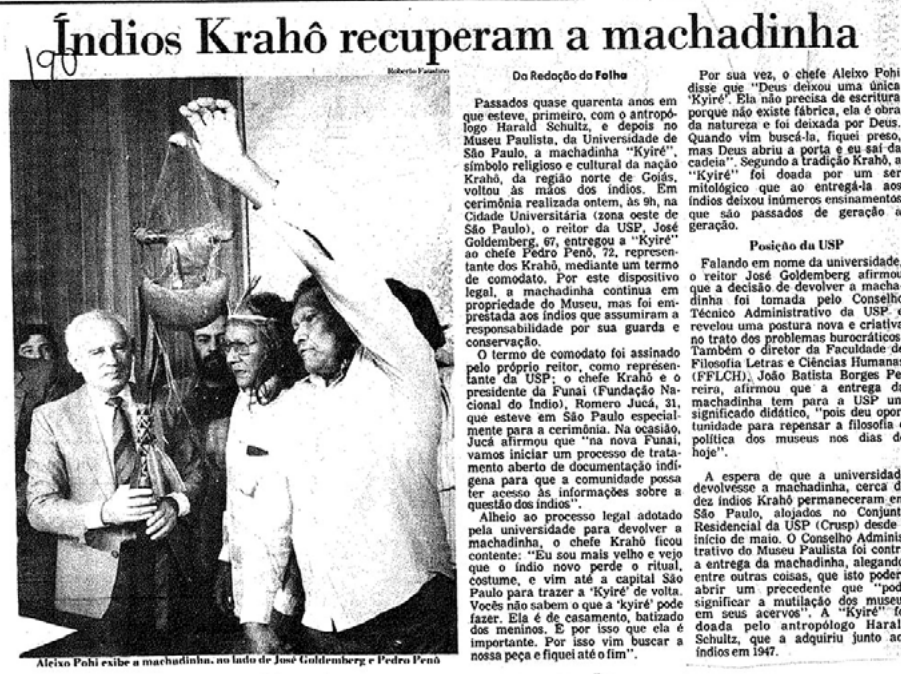 Índios Krahô recuperam a machadinha
190
Roberto Faustino
Da Redação da Folha
Passados quase quarenta anos em
que esteve, primeiro, com o antropó-
logo Harald Schultz, e depois no
Museu Paulista, da Universidade de
São Paulo, a machadinha "Kyiré",
símbolo religioso e cultural da nação
Krahô, da região norte de Goiás,
voltou às mãos dos índios. Em
cerimônia realizada ontem, às 9h, na
Cidade Universitária (zona oeste de
São Paulo), o reitor da USP, José
Goldemberg, 67, entregou a "Kyiré"
ao chefe Pedro Penô, 72, represen-
tante dos Krahô, mediante um termo
de comodato. Por este dispositivo
legal, a machadinha continua em
propriedade do Museu, mas foi em-
prestada aos índios que assumiram a
responsabilidade por sua guarda e
conservação.
O termo de comodato foi assinado
pelo próprio reitor, como represen-
tante da USP; o chefe Krahô e o
presidente da Funai (Fundação Na-
cional do Indio), Romero Jucá, 31,
que esteve em São Paulo especial-
mente para a cerimônia. Na ocasião,
Jucá afirmou que "na nova Funai,
vamos iniciar um processo de trata-
mento aberto de documentação indí-
gena para que a comunidade possa
ter acesso às informações sobre a
questão dos índios".
Alheio ao processo legal adotado
pela universidade para devolver a
machadinha, o chefe Krahô ficou
contente: "Eu sou mais velho e vejo
que o índio novo perde o ritual,
costume, e vim até a capital São
Paulo para trazer a 'Kyiré' de volta.
Vocês não sabem o que a 'kyiré' pode
fazer. Ela é de casamento, batizado
dos meninos. E por isso que ela é
importante. Por isso vim buscar a
nossa peça e fiquei até o fim".
Por sua vez, o chefe Aleixo Pohi
disse que "Deus deixou uma única
'Kyiré'. Ela não precisa de escritura
porque não existe fábrica, ela é obra
da natureza e foi deixada por Deus.
Quando vim buscá-la, fiquei preso,
mas Deus abriu a porta e eu saí da
cadeia". Segundo a tradição Krahô, a
"Kyiré" foi doada por um ser
mitológico que ao entregá-la aos
índios deixou inúmeros ensinamentos
que são passados de geração a
geração.
Posição da USP
Falando em nome da universidade,
o reitor José Goldemberg afirmou
que a decisão de devolver a macha-
dinha foi tomada pelo Conselho
Técnico Administrativo da USP e
revelou uma postura nova e criativa
no trato dos problemas burocráticos.
Também o diretor da Faculdade de
Filosofia Letras e Ciências Humanas
(FFLCH), João Batista Borges Pe-
reira, afirmou que a entrega da
machadinha tem para a USP um
significado didático, "pois deu opor-
tunidade para repensar a filosofia e
política dos museus nos dias de
hoje".
A espera de que a universidad
devolvesse a machadinha, cerca d
dez índios Krahô permaneceram em
São Paulo, alojados no Conjunt
Residencial da USP (Crusp) desde
início de maio. O Conselho Adminis
trativo do Museu Paulista foi contr
a entrega da machadinha, alegando
entre outras coisas, que isto poder
abrir um precedente que "pod
significar a mutilação dos museu
em seus acervos". A "Kyiré" fo
doada pelo antropólogo Haral
Schultz, que a adquiriu junto ao
índios em 1947.
Aleixo Pohi exibe a machadinha, ao lado de José Goldemberg e Pedro Penô